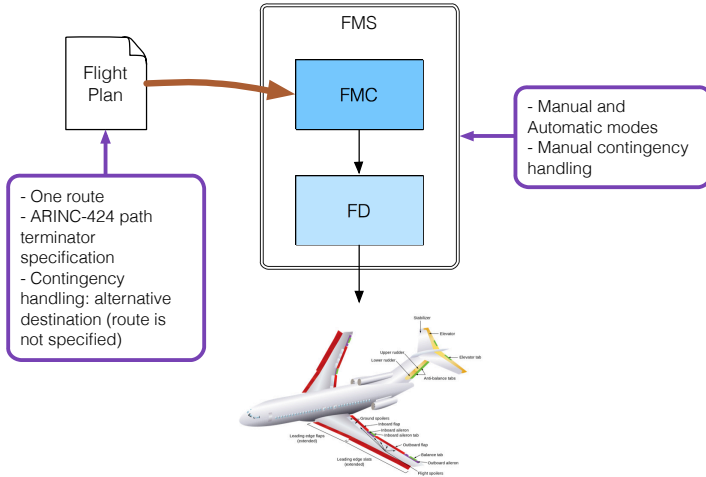 FMS
Flight
Plan
FMC
- Manual and
Automatic modes
- Manual contingency
handling
- One route
- ARINC-424 path
terminator
specification
- Contingency
handling: alternative
destination (route is
not specified)
FD
Stabilizer
Elevator
Upper rudder
Lower rudder
Elevator tab
Anti-balance tabs
Ground spoilers
Inboard flap
Inboard aileron
Inboard aileron tab
Leading edge flaps
(extended)
Outboard flap
Balance tab
Leading edge slats
(extended)
Outboard aileron
Flight spoilers